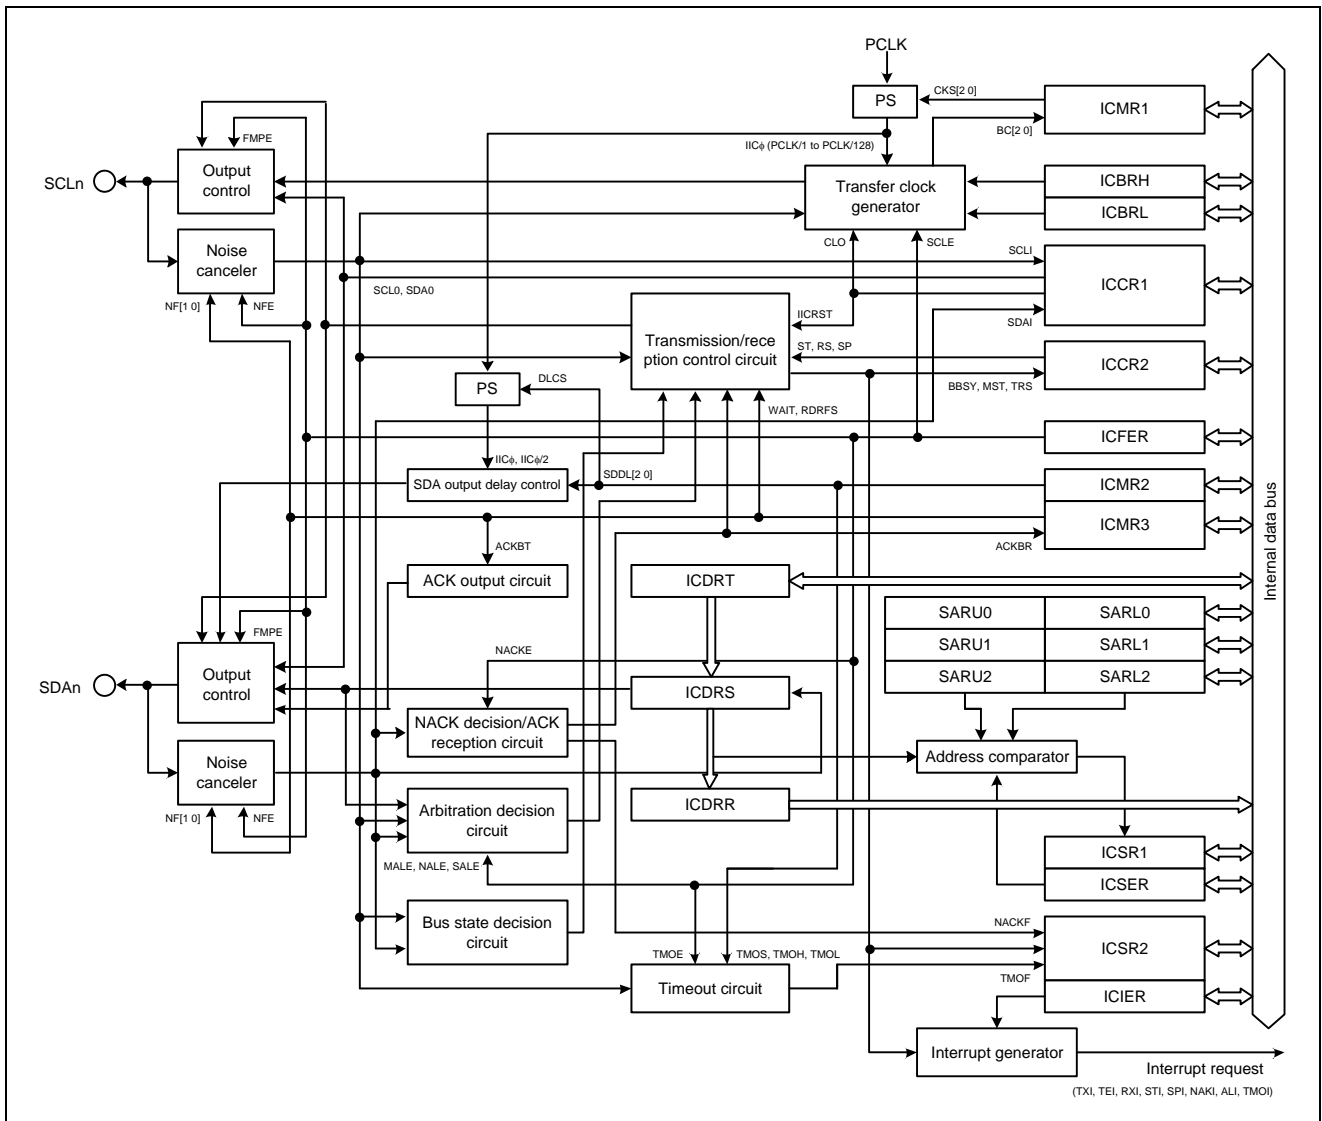 PCLK
PS
CKS[2 0]
ICMR1
BC[2 0]
IICϕ (PCLK/1 to PCLK/128)
FMPE
Output
control
SCLn
Transfer clock
generator
ICBRH
ICBRL
Noise
canceler
CLO
SCLE
SCLI
ICCR1
NF[1 0]
NFE
SCL0, SDA0
IICRST
SDAI
Transmission/rece
ption control circuit
ST, RS, SP
ICCR2
BBSY, MST, TRS
PS
DLCS
WAIT, RDRFS
ICFER
IICϕ, IICϕ/2
SDA output delay control
SDDL[2 0]
ICMR2
ICMR3
ACKBT
ACKBR
Internal data bus
ACK output circuit
ICDRT
SARU0
SARL0
SARU1
SARL1
SARU2
SARL2
FMPE
Output
control
SDAn
NACKE
ICDRS
NACK decision/ACK
reception circuit
Address comparator
Noise
canceler
NF[1 0]
NFE
Arbitration decision
circuit
ICDRR
MALE, NALE, SALE
ICSR1
ICSER
Bus state decision
circuit
NACKF
ICSR2
TMOE
TMOS, TMOH, TMOL
TMOF
Timeout circuit
ICIER
Interrupt generator
Interrupt request
(TXI, TEI, RXI, STI, SPI, NAKI, ALI, TMOI)